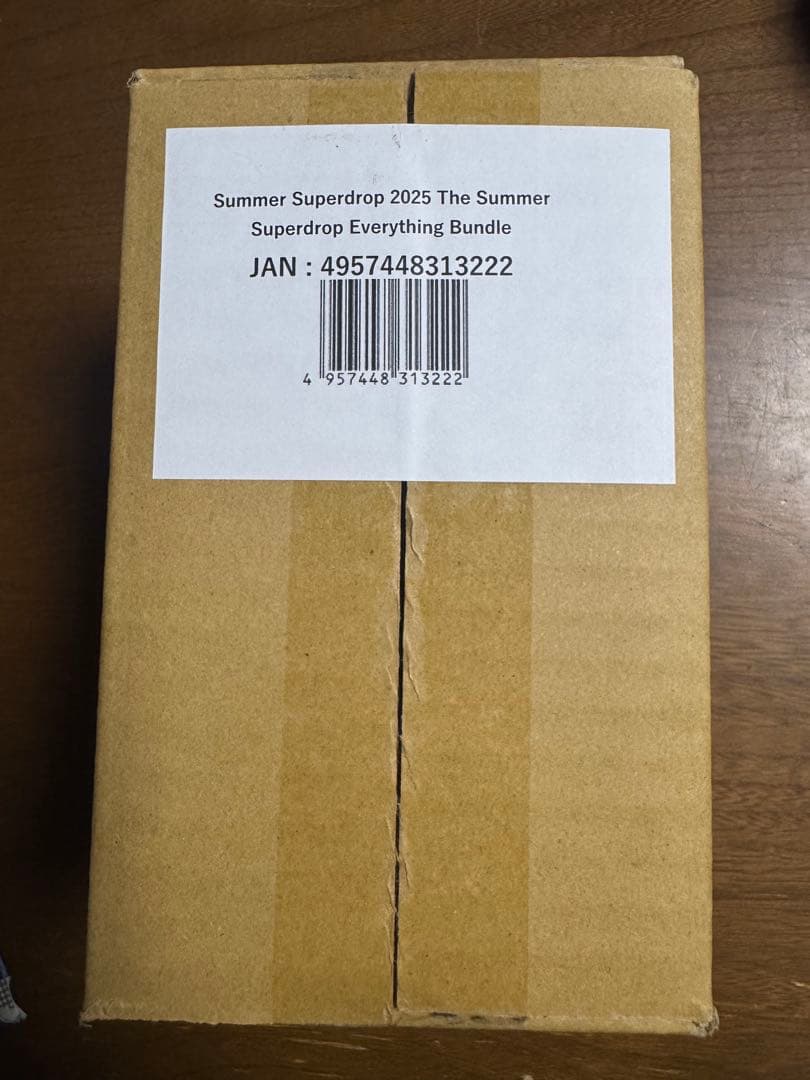 Summer Superdrop 2025 The Summer
Superdrop Everything Bundle
JAN : 4957448313222
4 957448 313222